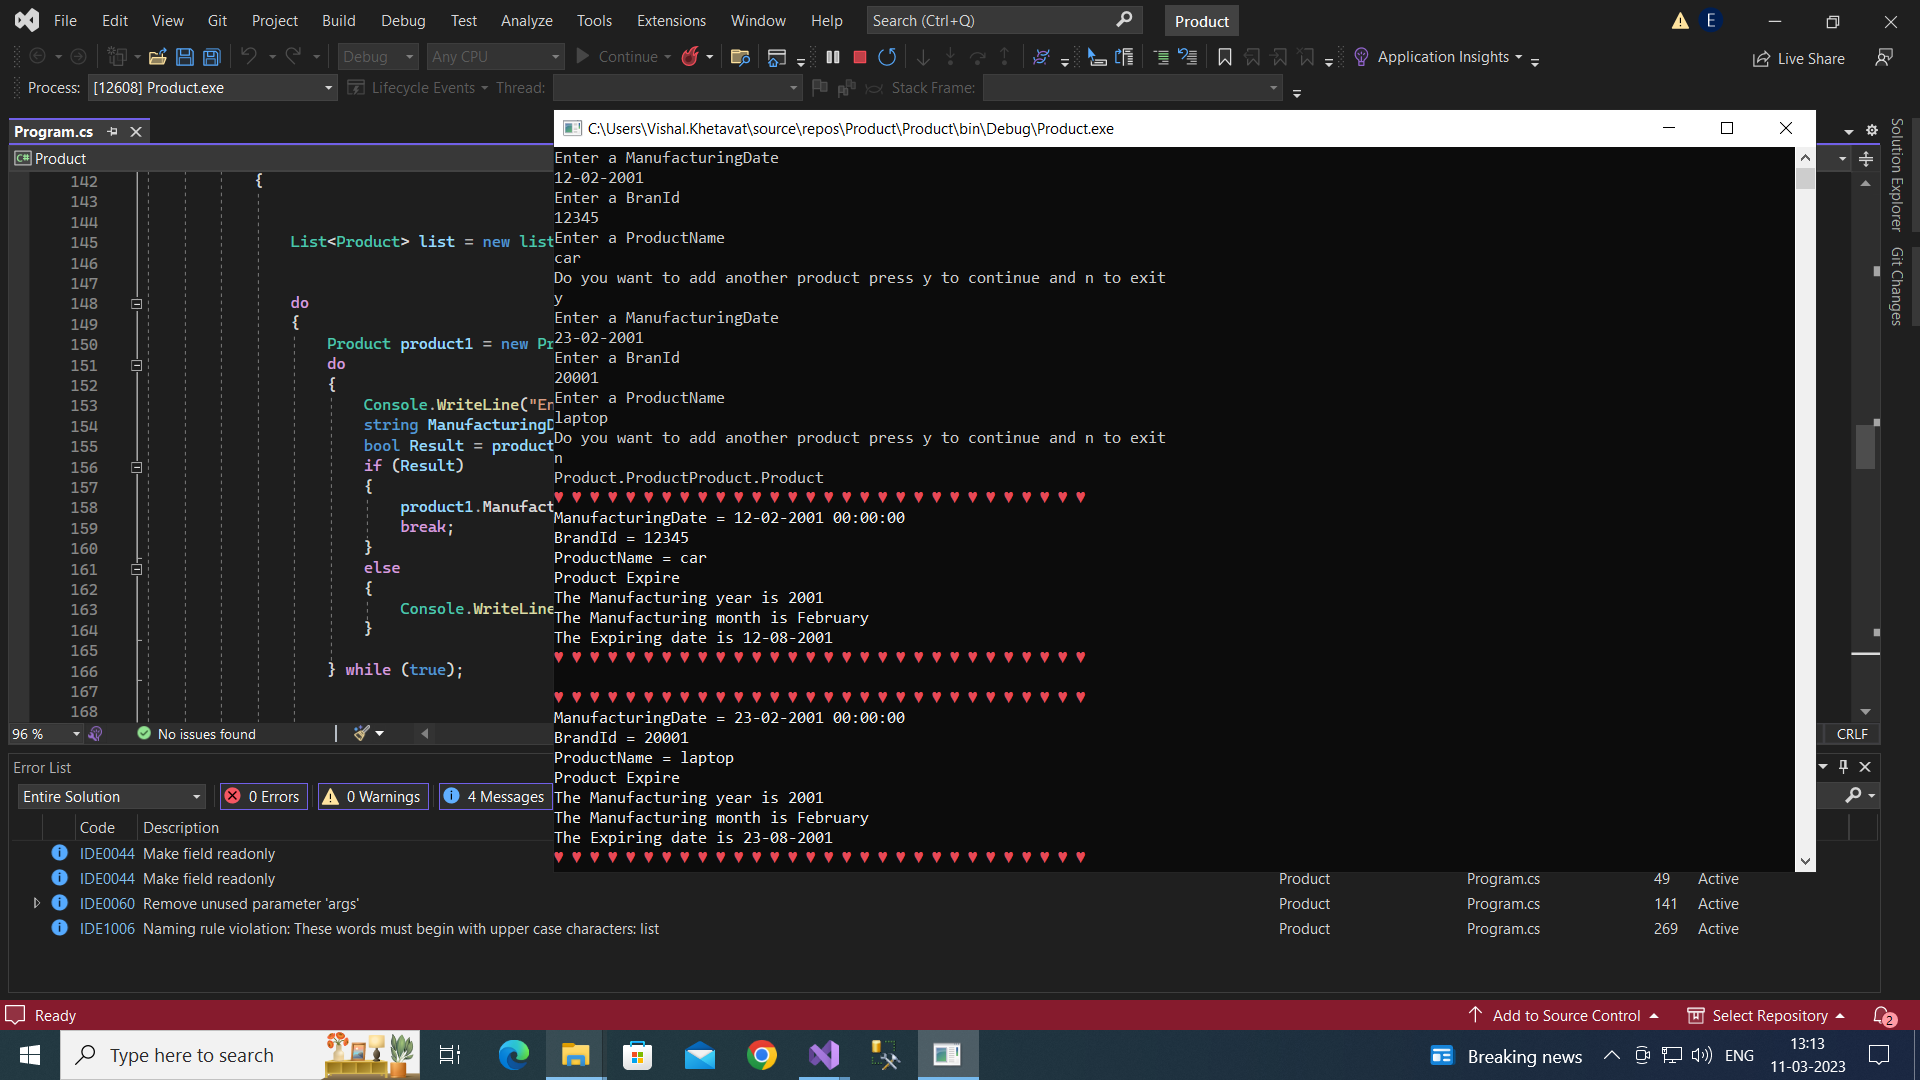 File Edit View Git Project Build Debug Test Analyze Tools Extensions Window Help Search (Ctrl+Q) Product E
Debug Any CPU Continue Application Insights Live Share
Process: [12608] Product.exe Lifecycle Events Thread: Stack Frame:
Program.cs
C# Product
142 {
143
144
145 List<Product> list = new list
146
147
148 do
149 {
150 Product product1 = new Pr
151 do
152 {
153 Console.WriteLine("En
154 string ManufacturingD
155 bool Result = product
156 if (Result)
157 {
158 product1.Manufact
159 break;
160 }
161 else
162 {
163 Console.WriteLine
164 }
165
166 } while (true);
167
168
96 % No issues found CRLF
C:\Users\Vishal.Khetavat\source\repos\Product\Product\bin\Debug\Product.exe
Enter a ManufacturingDate
12-02-2001
Enter a BranId
12345
Enter a ProductName
car
Do you want to add another product press y to continue and n to exit
y
Enter a ManufacturingDate
23-02-2001
Enter a BranId
20001
Enter a ProductName
laptop
Do you want to add another product press y to continue and n to exit
n
Product.ProductProduct.Product
♥ ♥ ♥ ♥ ♥ ♥ ♥ ♥ ♥ ♥ ♥ ♥ ♥ ♥ ♥ ♥ ♥ ♥ ♥ ♥ ♥ ♥ ♥ ♥ ♥ ♥ ♥ ♥ ♥ ♥
ManufacturingDate = 12-02-2001 00:00:00
BrandId = 12345
ProductName = car
Product Expire
The Manufacturing year is 2001
The Manufacturing month is February
The Expiring date is 12-08-2001
♥ ♥ ♥ ♥ ♥ ♥ ♥ ♥ ♥ ♥ ♥ ♥ ♥ ♥ ♥ ♥ ♥ ♥ ♥ ♥ ♥ ♥ ♥ ♥ ♥ ♥ ♥ ♥ ♥ ♥
♥ ♥ ♥ ♥ ♥ ♥ ♥ ♥ ♥ ♥ ♥ ♥ ♥ ♥ ♥ ♥ ♥ ♥ ♥ ♥ ♥ ♥ ♥ ♥ ♥ ♥ ♥ ♥ ♥ ♥
ManufacturingDate = 23-02-2001 00:00:00
BrandId = 20001
ProductName = laptop
Product Expire
The Manufacturing year is 2001
The Manufacturing month is February
The Expiring date is 23-08-2001
♥ ♥ ♥ ♥ ♥ ♥ ♥ ♥ ♥ ♥ ♥ ♥ ♥ ♥ ♥ ♥ ♥ ♥ ♥ ♥ ♥ ♥ ♥ ♥ ♥ ♥ ♥ ♥ ♥ ♥
Solution Explorer
Git Changes
Error List
Entire Solution 0 Errors 0 Warnings 4 Messages
Code Description
IDE0044 Make field readonly
IDE0044 Make field readonly Product Program.cs 49 Active
IDE0060 Remove unused parameter 'args' Product Program.cs 141 Active
IDE1006 Naming rule violation: These words must begin with upper case characters: list Product Program.cs 269 Active
Ready Add to Source Control Select Repository 2
Type here to search Breaking news ENG 13:13
11-03-2023